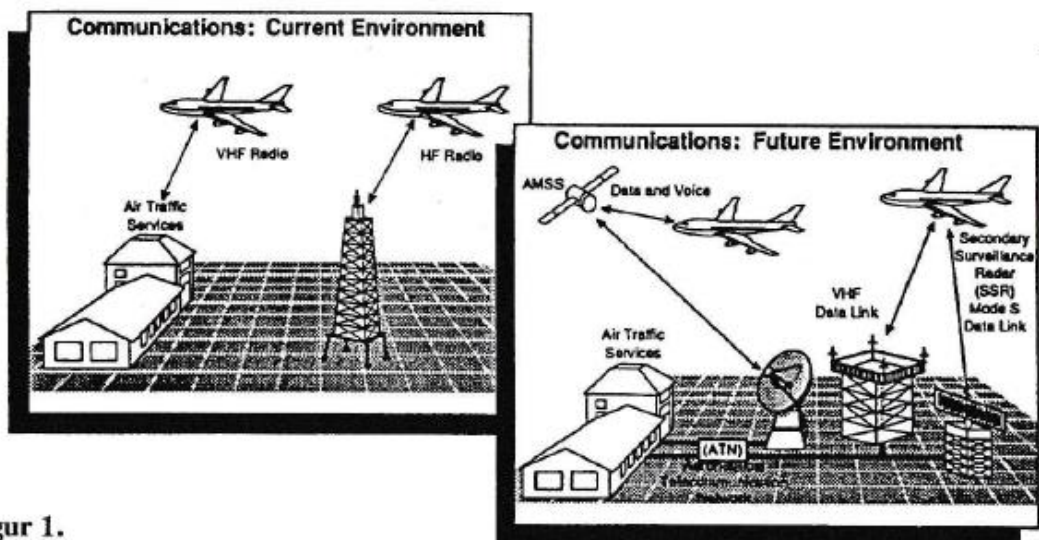 Communications: Current Environment
VHF Radio
HF Radio
Air Traffic
Services
Communications: Future Environment
AMSS
Data and Voice
Secondary
Surveillance
Radar
(SSR)
Mode S
Data Link
VHF
Data Link
Air Traffic
Services
(ATN)
Network
gur 1.